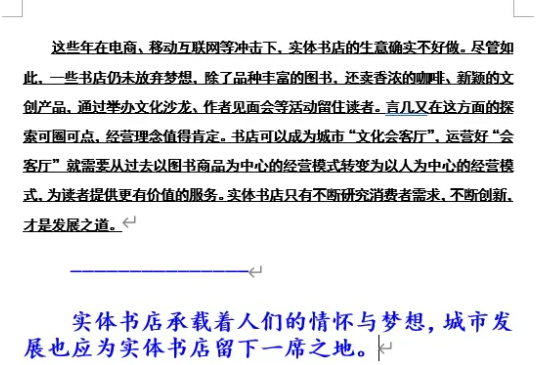 这些年在电商、移动互联网等冲击下，实体书店的生意确实不好做。尽管如
此，一些书店仍未放弃梦想，除了品种丰富的图书，还卖香浓的咖啡、新颖的文
创产品，通过举办文化沙龙、作者见面会等活动留住读者。言几又在这方面的探
索可圈可点，经营理念值得肯定。书店可以成为城市“文化会客厅”，运营好“会
客厅”就需要从过去以图书商品为中心的经营模式转变为以人为中心的经营模
式，为读者提供更有价值的服务。实体书店只有不断研究消费者需求，不断创新，
才是发展之道。
实体书店承载着人们的情怀与梦想，城市发
展也应为实体书店留下一席之地。